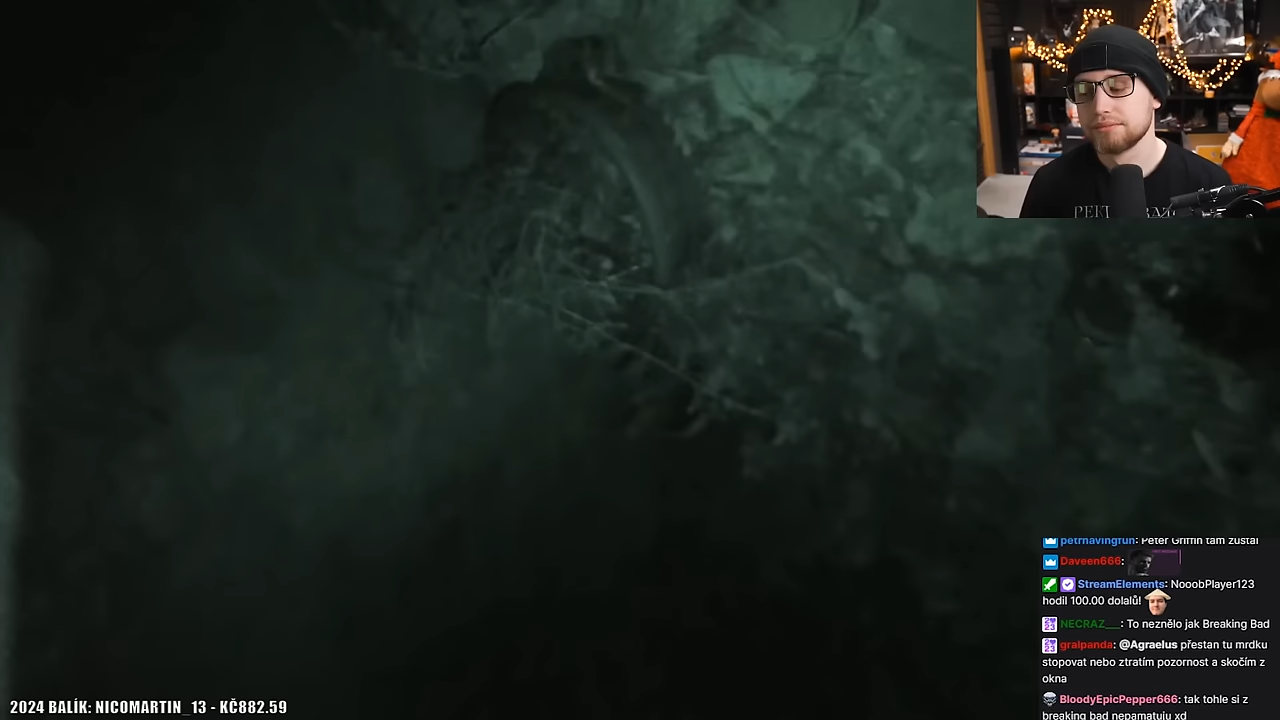 petrhavingfun: Peter Griffin tam zůstal
Daveen666:
StreamElements: NooobPlayer123
hodil 100.00 dolalůl
NECRAZ__: To neznělo jak Breaking Bad
graipanda: @Agraelus přestan tu mrdku
stopovat nebo ztratím pozornost a skočím z
okna
BloodyEpicPepper666: tak tohle si z
breaking bad nepamatuju xd
2024 BALÍK: NICOMARTIN_13 - KČ882.59